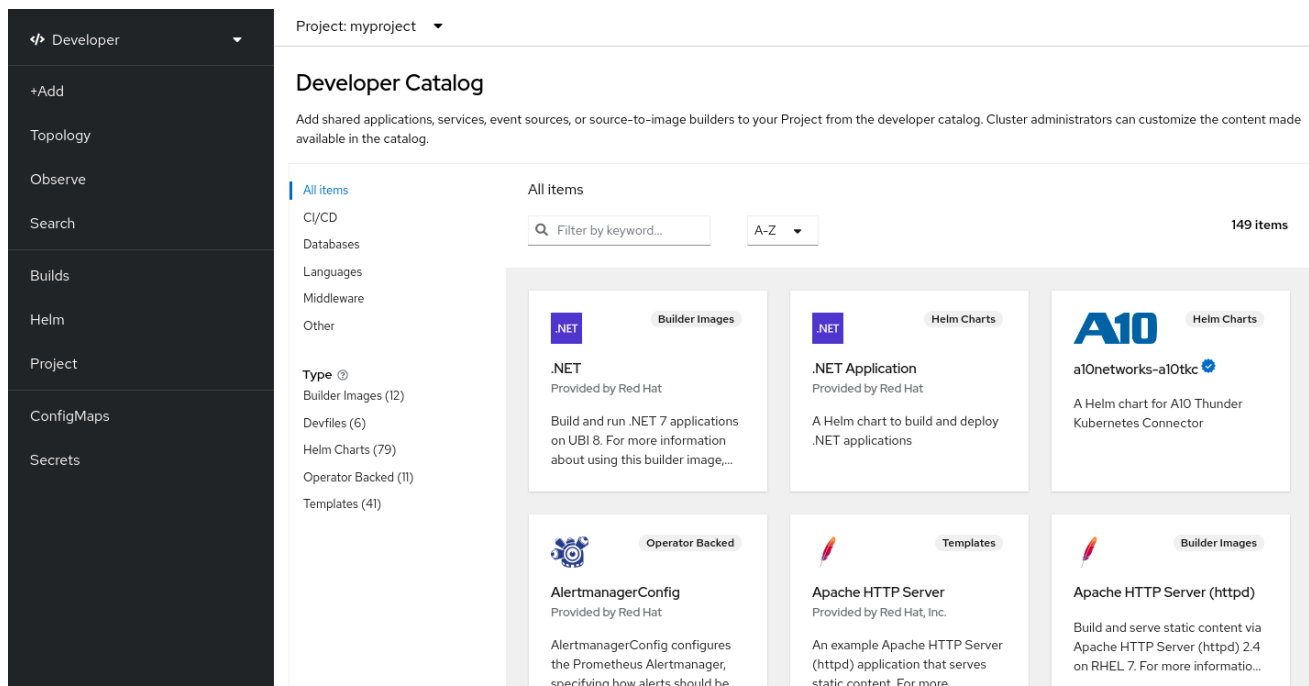 </> Developer
+Add
Topology
Observe
Search
Builds
Helm
Project
ConfigMaps
Secrets
Project: myproject
Developer Catalog
Add shared applications, services, event sources, or source-to-image builders to your Project from the developer catalog. Cluster administrators can customize the content made
available in the catalog.
All items
CI/CD
Databases
Languages
Middleware
Other
Type
Builder Images (12)
Devfiles (6)
Helm Charts (79)
Operator Backed (11)
Templates (41)
All items
Filter by keyword...
A-Z
149 items
.NET
Builder Images
.NET
Provided by Red Hat
Build and run .NET 7 applications
on UBI 8. For more information
about using this builder image,...
.NET
Helm Charts
.NET Application
Provided by Red Hat
A Helm chart to build and deploy
.NET applications
A10
Helm Charts
a10networks-a10tkc
A Helm chart for A10 Thunder
Kubernetes Connector
Operator Backed
AlertmanagerConfig
Provided by Red Hat
AlertmanagerConfig configures
the Prometheus Alertmanager,
specifying how alerts should be
Templates
Apache HTTP Server
Provided by Red Hat, Inc.
An example Apache HTTP Server
(httpd) application that serves
static content. For more
Builder Images
Apache HTTP Server (httpd)
Build and serve static content via
Apache HTTP Server (httpd) 2.4
on RHEL 7. For more informatio...